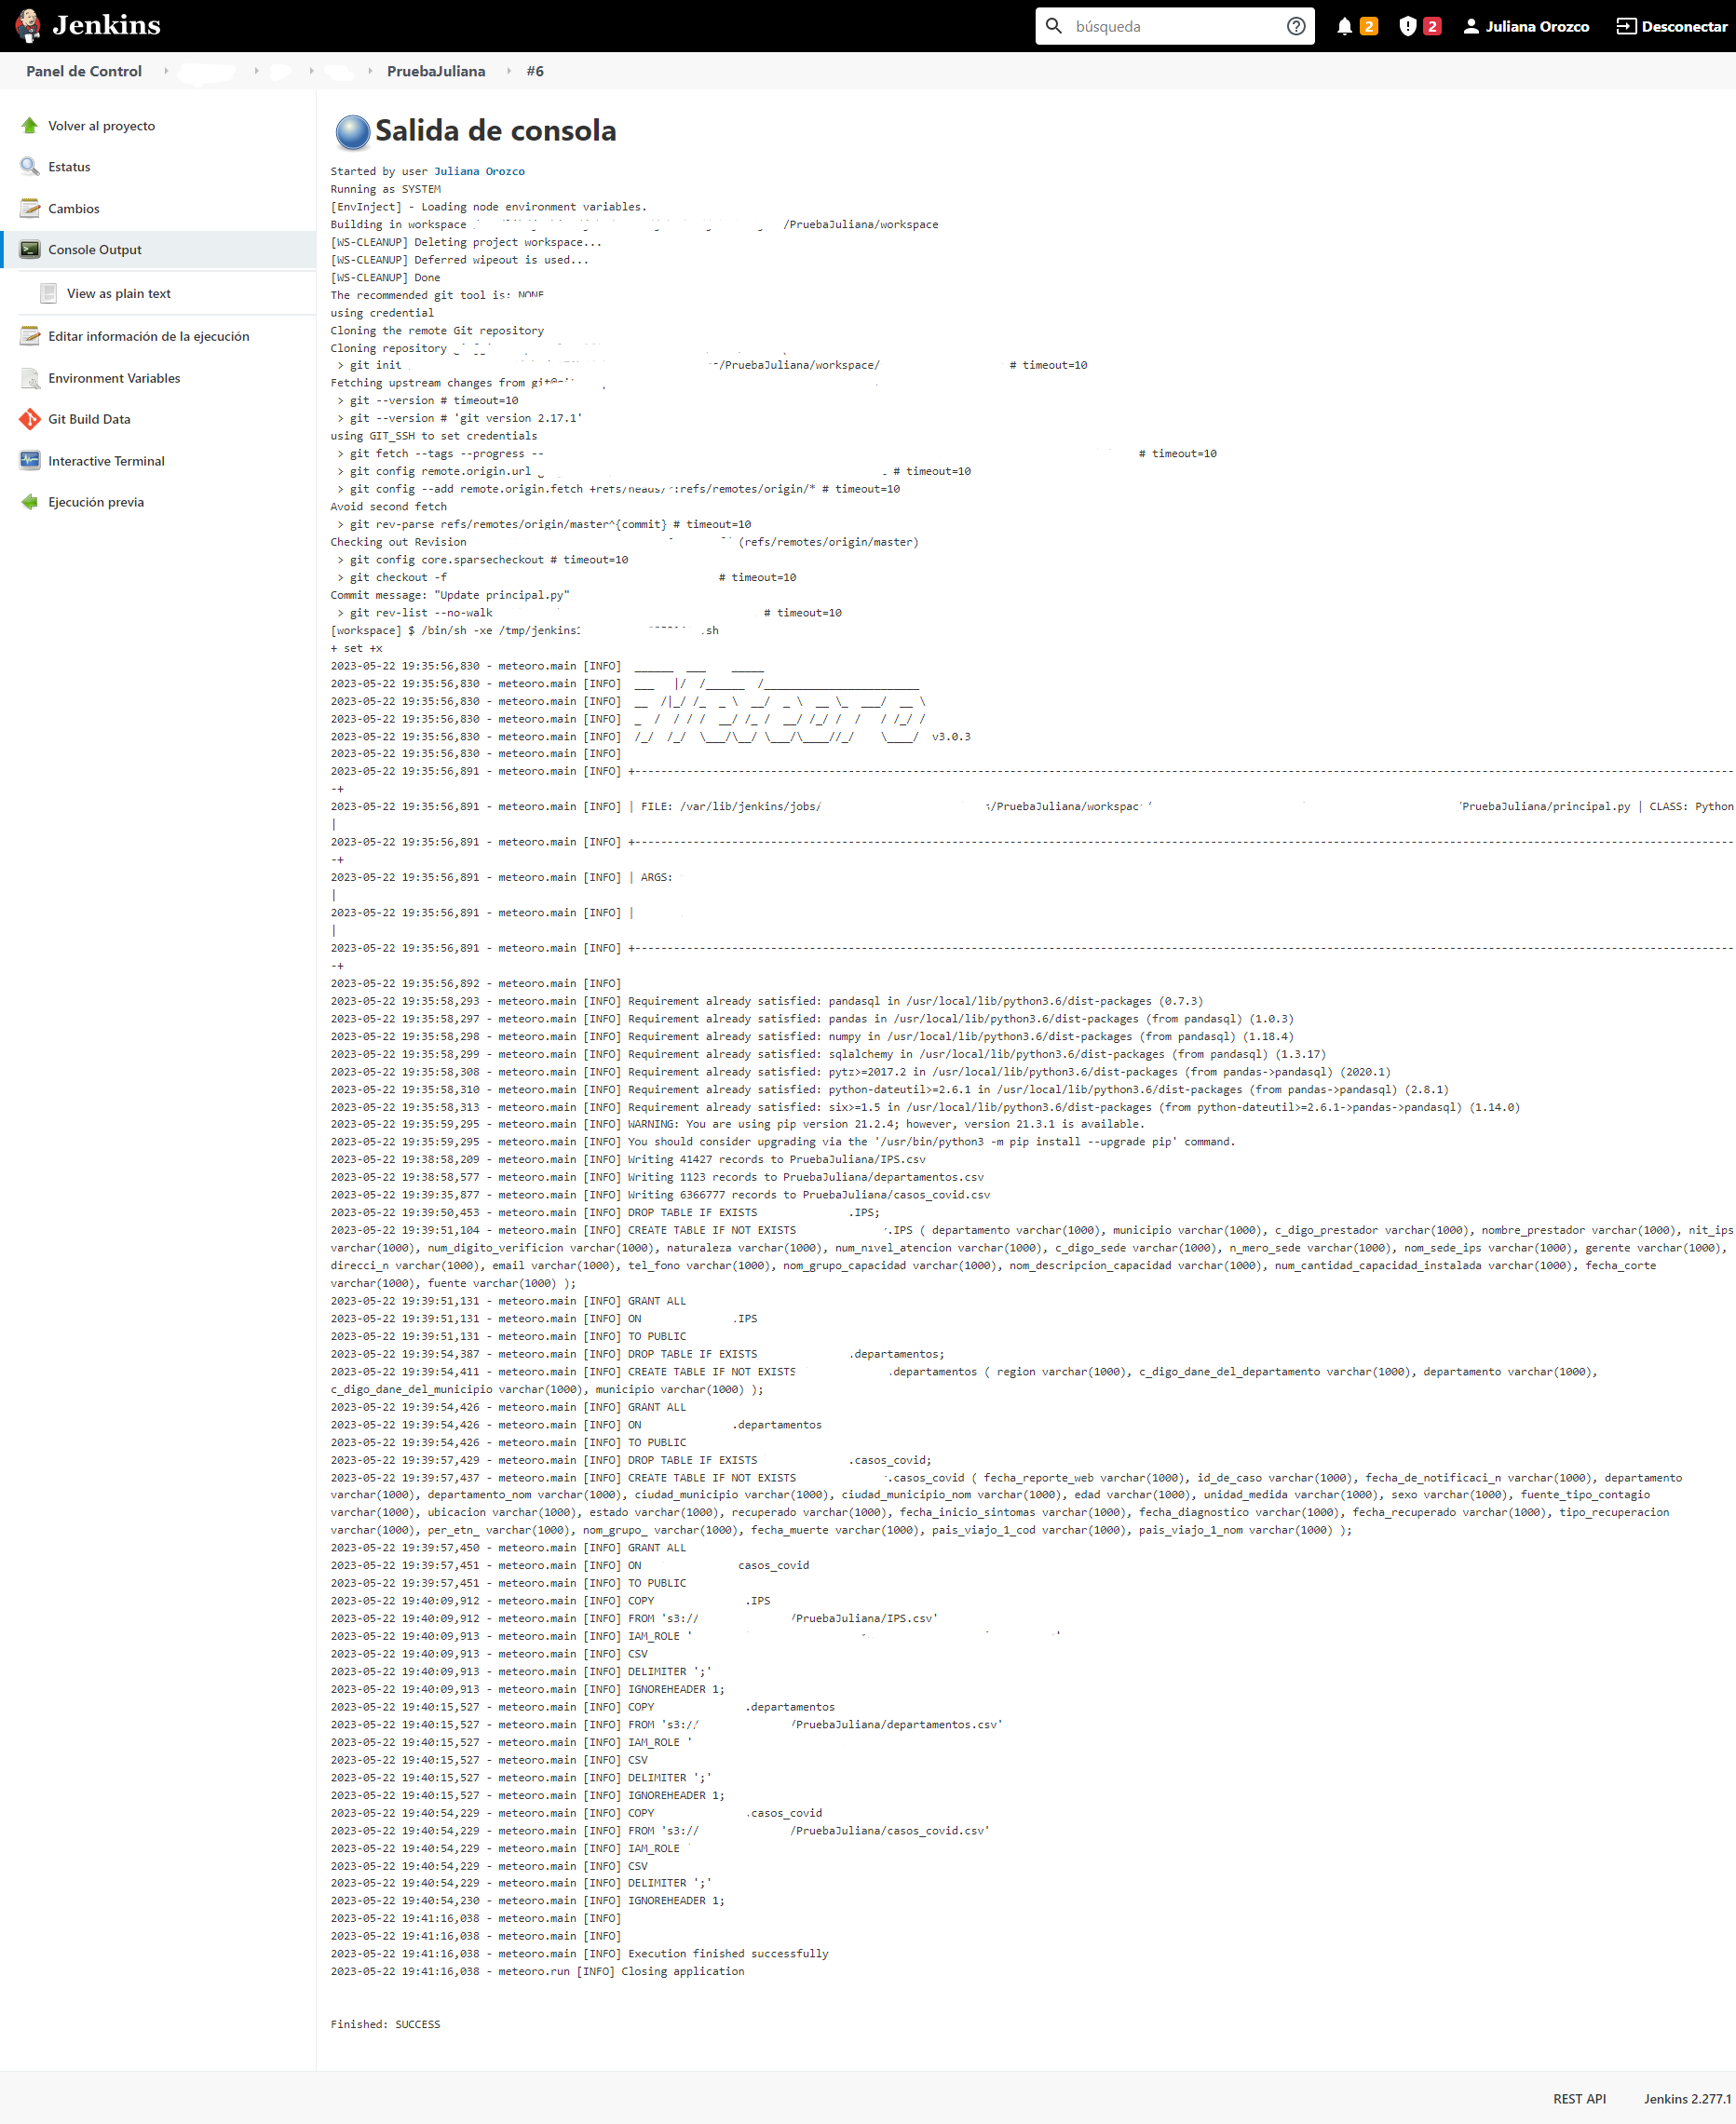 Jenkins
búsqueda
2
2
Juliana Orozco
Desconectar
Panel de Control
PruebaJuliana
#6
Volver al proyecto
Estatus
Cambios
Console Output
View as plain text
Editar información de la ejecución
Environment Variables
Git Build Data
Interactive Terminal
Ejecución previa
Salida de consola
Started by user Juliana Orozco
Running as SYSTEM
[EnvInject] - Loading node environment variables.
Building in workspace /PruebaJuliana/workspace
[WS-CLEANUP] Deleting project workspace...
[WS-CLEANUP] Deferred wipeout is used...
[WS-CLEANUP] Done
The recommended git tool is: NONE
using credential
Cloning the remote Git repository
Cloning repository
> git init /PruebaJuliana/workspace/ # timeout=10
Fetching upstream changes from
> git --version # timeout=10
> git --version # 'git version 2.17.1'
using GIT_SSH to set credentials
> git fetch --tags --progress -- # timeout=10
> git config remote.origin.url # timeout=10
> git config --add remote.origin.fetch +refs/heads/*:refs/remotes/origin/* # timeout=10
Avoid second fetch
> git rev-parse refs/remotes/origin/master^{commit} # timeout=10
Checking out Revision (refs/remotes/origin/master)
> git config core.sparsecheckout # timeout=10
> git checkout -f # timeout=10
Commit message: "Update principal.py"
> git rev-list --no-walk # timeout=10
[workspace] $ /bin/sh -xe /tmp/jenkins .sh
+ set +x
2023-05-22 19:35:56,830 - meteoro.main [INFO]  ______  ___    _____
2023-05-22 19:35:56,830 - meteoro.main [INFO]  ___   |/  /______  /________________________
2023-05-22 19:35:56,830 - meteoro.main [INFO]  __  /|_/ /_  _ \  __/  _ \  __ \_  ___/  __ \
2023-05-22 19:35:56,830 - meteoro.main [INFO]  _  /  / / /  __/ /_ /  __/ /_/ /  /   / /_/ /
2023-05-22 19:35:56,830 - meteoro.main [INFO]  /_/  /_/  \___/\__/ \___/\____//_/    \____/  v3.0.3
2023-05-22 19:35:56,830 - meteoro.main [INFO]
2023-05-22 19:35:56,891 - meteoro.main [INFO] +--------------------------------------------------
-+
2023-05-22 19:35:56,891 - meteoro.main [INFO] | FILE: /var/lib/jenkins/jobs/ /PruebaJuliana/workspace PruebaJuliana/principal.py | CLASS: Python
|
2023-05-22 19:35:56,891 - meteoro.main [INFO] +--------------------------------------------------
-+
2023-05-22 19:35:56,891 - meteoro.main [INFO] | ARGS:
|
2023-05-22 19:35:56,891 - meteoro.main [INFO] |
|
2023-05-22 19:35:56,891 - meteoro.main [INFO] +--------------------------------------------------
-+
2023-05-22 19:35:56,892 - meteoro.main [INFO]
2023-05-22 19:35:58,293 - meteoro.main [INFO] Requirement already satisfied: pandasql in /usr/local/lib/python3.6/dist-packages (0.7.3)
2023-05-22 19:35:58,297 - meteoro.main [INFO] Requirement already satisfied: pandas in /usr/local/lib/python3.6/dist-packages (from pandasql) (1.0.3)
2023-05-22 19:35:58,298 - meteoro.main [INFO] Requirement already satisfied: numpy in /usr/local/lib/python3.6/dist-packages (from pandasql) (1.18.4)
2023-05-22 19:35:58,299 - meteoro.main [INFO] Requirement already satisfied: sqlalchemy in /usr/local/lib/python3.6/dist-packages (from pandasql) (1.3.17)
2023-05-22 19:35:58,308 - meteoro.main [INFO] Requirement already satisfied: pytz>=2017.2 in /usr/local/lib/python3.6/dist-packages (from pandas->pandasql) (2020.1)
2023-05-22 19:35:58,310 - meteoro.main [INFO] Requirement already satisfied: python-dateutil>=2.6.1 in /usr/local/lib/python3.6/dist-packages (from pandas->pandasql) (2.8.1)
2023-05-22 19:35:58,313 - meteoro.main [INFO] Requirement already satisfied: six>=1.5 in /usr/local/lib/python3.6/dist-packages (from python-dateutil>=2.6.1->pandas->pandasql) (1.14.0)
2023-05-22 19:35:59,295 - meteoro.main [INFO] WARNING: You are using pip version 21.2.4; however, version 21.3.1 is available.
2023-05-22 19:35:59,295 - meteoro.main [INFO] You should consider upgrading via the '/usr/bin/python3 -m pip install --upgrade pip' command.
2023-05-22 19:38:58,209 - meteoro.main [INFO] Writing 41427 records to PruebaJuliana/IPS.csv
2023-05-22 19:38:58,577 - meteoro.main [INFO] Writing 1123 records to PruebaJuliana/departamentos.csv
2023-05-22 19:39:35,877 - meteoro.main [INFO] Writing 6366777 records to PruebaJuliana/casos_covid.csv
2023-05-22 19:39:50,453 - meteoro.main [INFO] DROP TABLE IF EXISTS .IPS;
2023-05-22 19:39:51,104 - meteoro.main [INFO] CREATE TABLE IF NOT EXISTS .IPS ( departamento varchar(1000), municipio varchar(1000), c_digo_prestador varchar(1000), nombre_prestador varchar(1000), nit_ips
varchar(1000), num_digito_verificion varchar(1000), naturaleza varchar(1000), num_nivel_atencion varchar(1000), c_digo_sede varchar(1000), n_mero_sede varchar(1000), nom_sede_ips varchar(1000), gerente varchar(1000),
direcci_n varchar(1000), email varchar(1000), tel_fono varchar(1000), nom_grupo_capacidad varchar(1000), nom_descripcion_capacidad varchar(1000), num_cantidad_capacidad_instalada varchar(1000), fecha_corte
varchar(1000), fuente varchar(1000) );
2023-05-22 19:39:51,131 - meteoro.main [INFO] GRANT ALL
2023-05-22 19:39:51,131 - meteoro.main [INFO] ON .IPS
2023-05-22 19:39:51,131 - meteoro.main [INFO] TO PUBLIC
2023-05-22 19:39:54,387 - meteoro.main [INFO] DROP TABLE IF EXISTS .departamentos;
2023-05-22 19:39:54,411 - meteoro.main [INFO] CREATE TABLE IF NOT EXISTS .departamentos ( region varchar(1000), c_digo_dane_del_departamento varchar(1000), departamento varchar(1000),
c_digo_dane_del_municipio varchar(1000), municipio varchar(1000) );
2023-05-22 19:39:54,426 - meteoro.main [INFO] GRANT ALL
2023-05-22 19:39:54,426 - meteoro.main [INFO] ON .departamentos
2023-05-22 19:39:54,426 - meteoro.main [INFO] TO PUBLIC
2023-05-22 19:39:57,429 - meteoro.main [INFO] DROP TABLE IF EXISTS .casos_covid;
2023-05-22 19:39:57,437 - meteoro.main [INFO] CREATE TABLE IF NOT EXISTS .casos_covid ( fecha_reporte_web varchar(1000), id_de_caso varchar(1000), fecha_de_notificaci_n varchar(1000), departamento
varchar(1000), departamento_nom varchar(1000), ciudad_municipio varchar(1000), ciudad_municipio_nom varchar(1000), edad varchar(1000), unidad_medida varchar(1000), sexo varchar(1000), fuente_tipo_contagio
varchar(1000), ubicacion varchar(1000), estado varchar(1000), recuperado varchar(1000), fecha_inicio_sintomas varchar(1000), fecha_diagnostico varchar(1000), fecha_recuperado varchar(1000), tipo_recuperacion
varchar(1000), per_etn_ varchar(1000), nom_grupo_ varchar(1000), fecha_muerte varchar(1000), pais_viajo_1_cod varchar(1000), pais_viajo_1_nom varchar(1000) );
2023-05-22 19:39:57,450 - meteoro.main [INFO] GRANT ALL
2023-05-22 19:39:57,451 - meteoro.main [INFO] ON casos_covid
2023-05-22 19:39:57,451 - meteoro.main [INFO] TO PUBLIC
2023-05-22 19:40:09,912 - meteoro.main [INFO] COPY .IPS
2023-05-22 19:40:09,912 - meteoro.main [INFO] FROM 's3:// /PruebaJuliana/IPS.csv'
2023-05-22 19:40:09,913 - meteoro.main [INFO] IAM_ROLE ' '
2023-05-22 19:40:09,913 - meteoro.main [INFO] CSV
2023-05-22 19:40:09,913 - meteoro.main [INFO] DELIMITER ';'
2023-05-22 19:40:09,913 - meteoro.main [INFO] IGNOREHEADER 1;
2023-05-22 19:40:15,527 - meteoro.main [INFO] COPY .departamentos
2023-05-22 19:40:15,527 - meteoro.main [INFO] FROM 's3:// /PruebaJuliana/departamentos.csv'
2023-05-22 19:40:15,527 - meteoro.main [INFO] IAM_ROLE '
2023-05-22 19:40:15,527 - meteoro.main [INFO] CSV
2023-05-22 19:40:15,527 - meteoro.main [INFO] DELIMITER ';'
2023-05-22 19:40:15,527 - meteoro.main [INFO] IGNOREHEADER 1;
2023-05-22 19:40:54,229 - meteoro.main [INFO] COPY .casos_covid
2023-05-22 19:40:54,229 - meteoro.main [INFO] FROM 's3:// /PruebaJuliana/casos_covid.csv'
2023-05-22 19:40:54,229 - meteoro.main [INFO] IAM_ROLE
2023-05-22 19:40:54,229 - meteoro.main [INFO] CSV
2023-05-22 19:40:54,229 - meteoro.main [INFO] DELIMITER ';'
2023-05-22 19:40:54,230 - meteoro.main [INFO] IGNOREHEADER 1;
2023-05-22 19:41:16,038 - meteoro.main [INFO]
2023-05-22 19:41:16,038 - meteoro.main [INFO]
2023-05-22 19:41:16,038 - meteoro.main [INFO] Execution finished successfully
2023-05-22 19:41:16,038 - meteoro.run [INFO] Closing application
Finished: SUCCESS
REST API
Jenkins 2.277.1